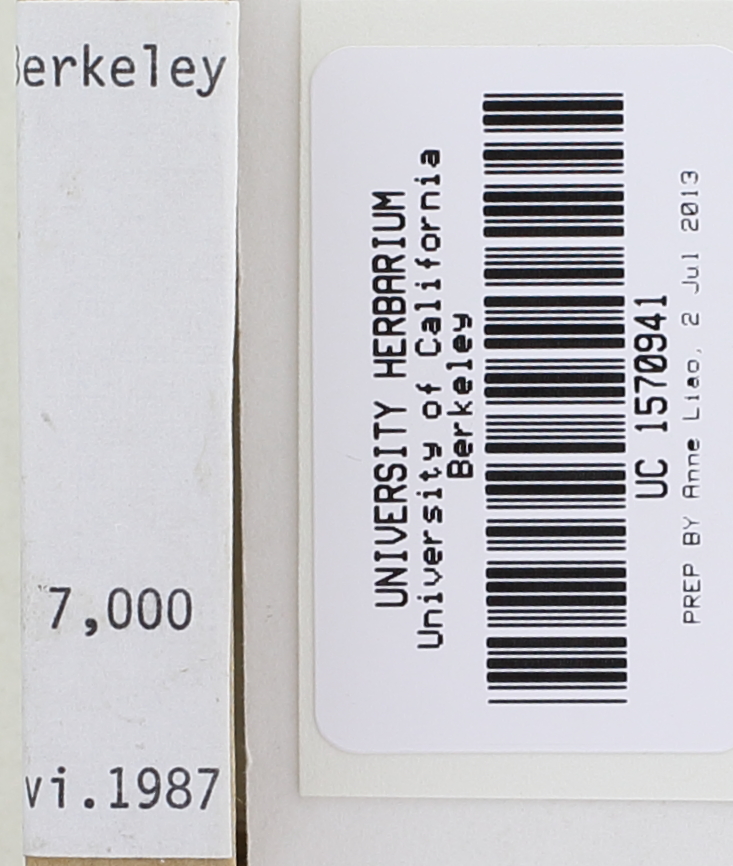 Berkeley
7,000
vi.1987
UNIVERSITY HERBARIUM
University of California
Berkeley
UC 1570941
PREP BY Anne Liao, 2 Jul 2013